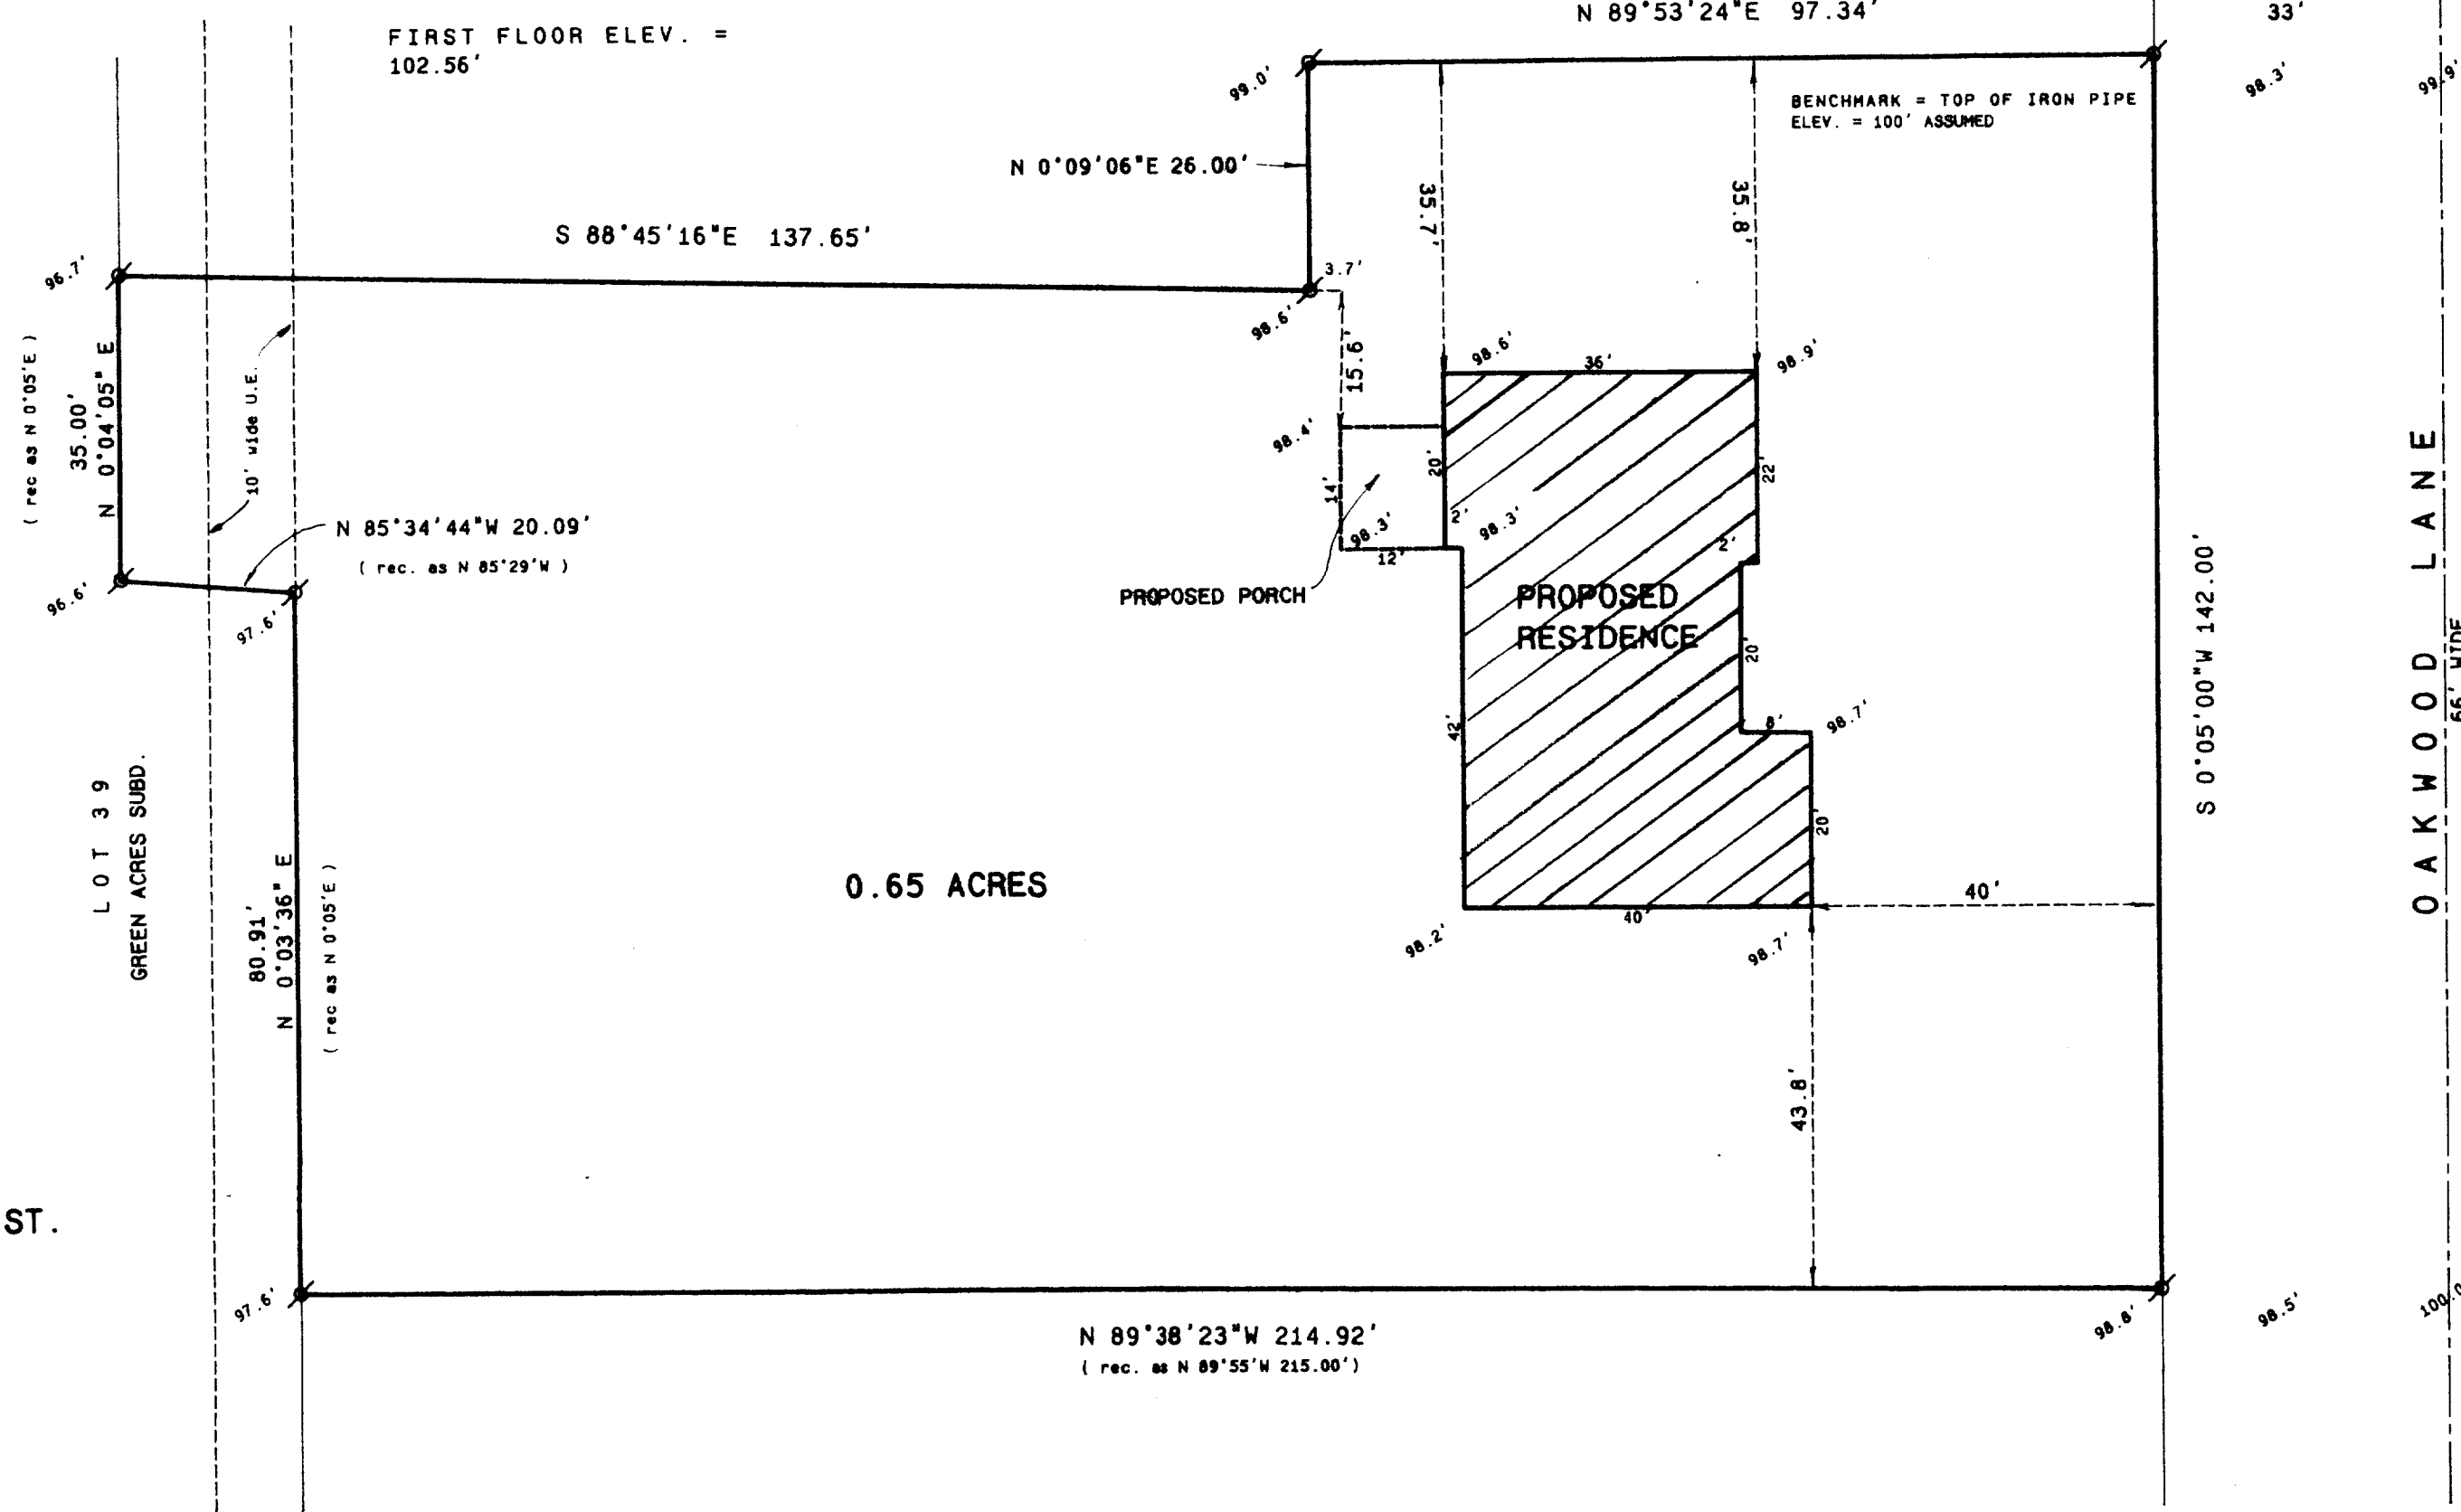 N 89°53'24"E 97.34'
33'
FIRST FLOOR ELEV. =
102.56'
99.0'
98.3'
99.9'
BENCHMARK = TOP OF IRON PIPE
ELEV. = 100' ASSUMED
N 0°09'06"E 26.00'
35.7'
35.8'
S 88°45'16"E 137.65'
96.7'
3.7'
98.6'
15.6'
98.6'
36'
98.9'
( rec as N 0°05'E )
35.00'
N 0°04'05" E
10' wide U.E.
98.4'
20'
22'
14'
98.3'
2'
98.3'
2'
12'
N 85°34'44"W 20.09'
( rec. as N 85°29'W )
96.6'
97.6'
PROPOSED PORCH
PROPOSED
RESIDENCE
20'
42'
8'
98.7'
S 0°05'00"W 142.00'
OAKWOOD LANE
66' WIDE
LOT 39
GREEN ACRES SUBD.
80.91'
N 0°03'36" E
( rec as N 0°05'E )
0.65 ACRES
20'
40'
40'
98.2'
98.7'
43.8'
ST.
97.6'
98.8'
98.5'
100.0
N 89°38'23"W 214.92'
( rec. as N 89°55'W 215.00')